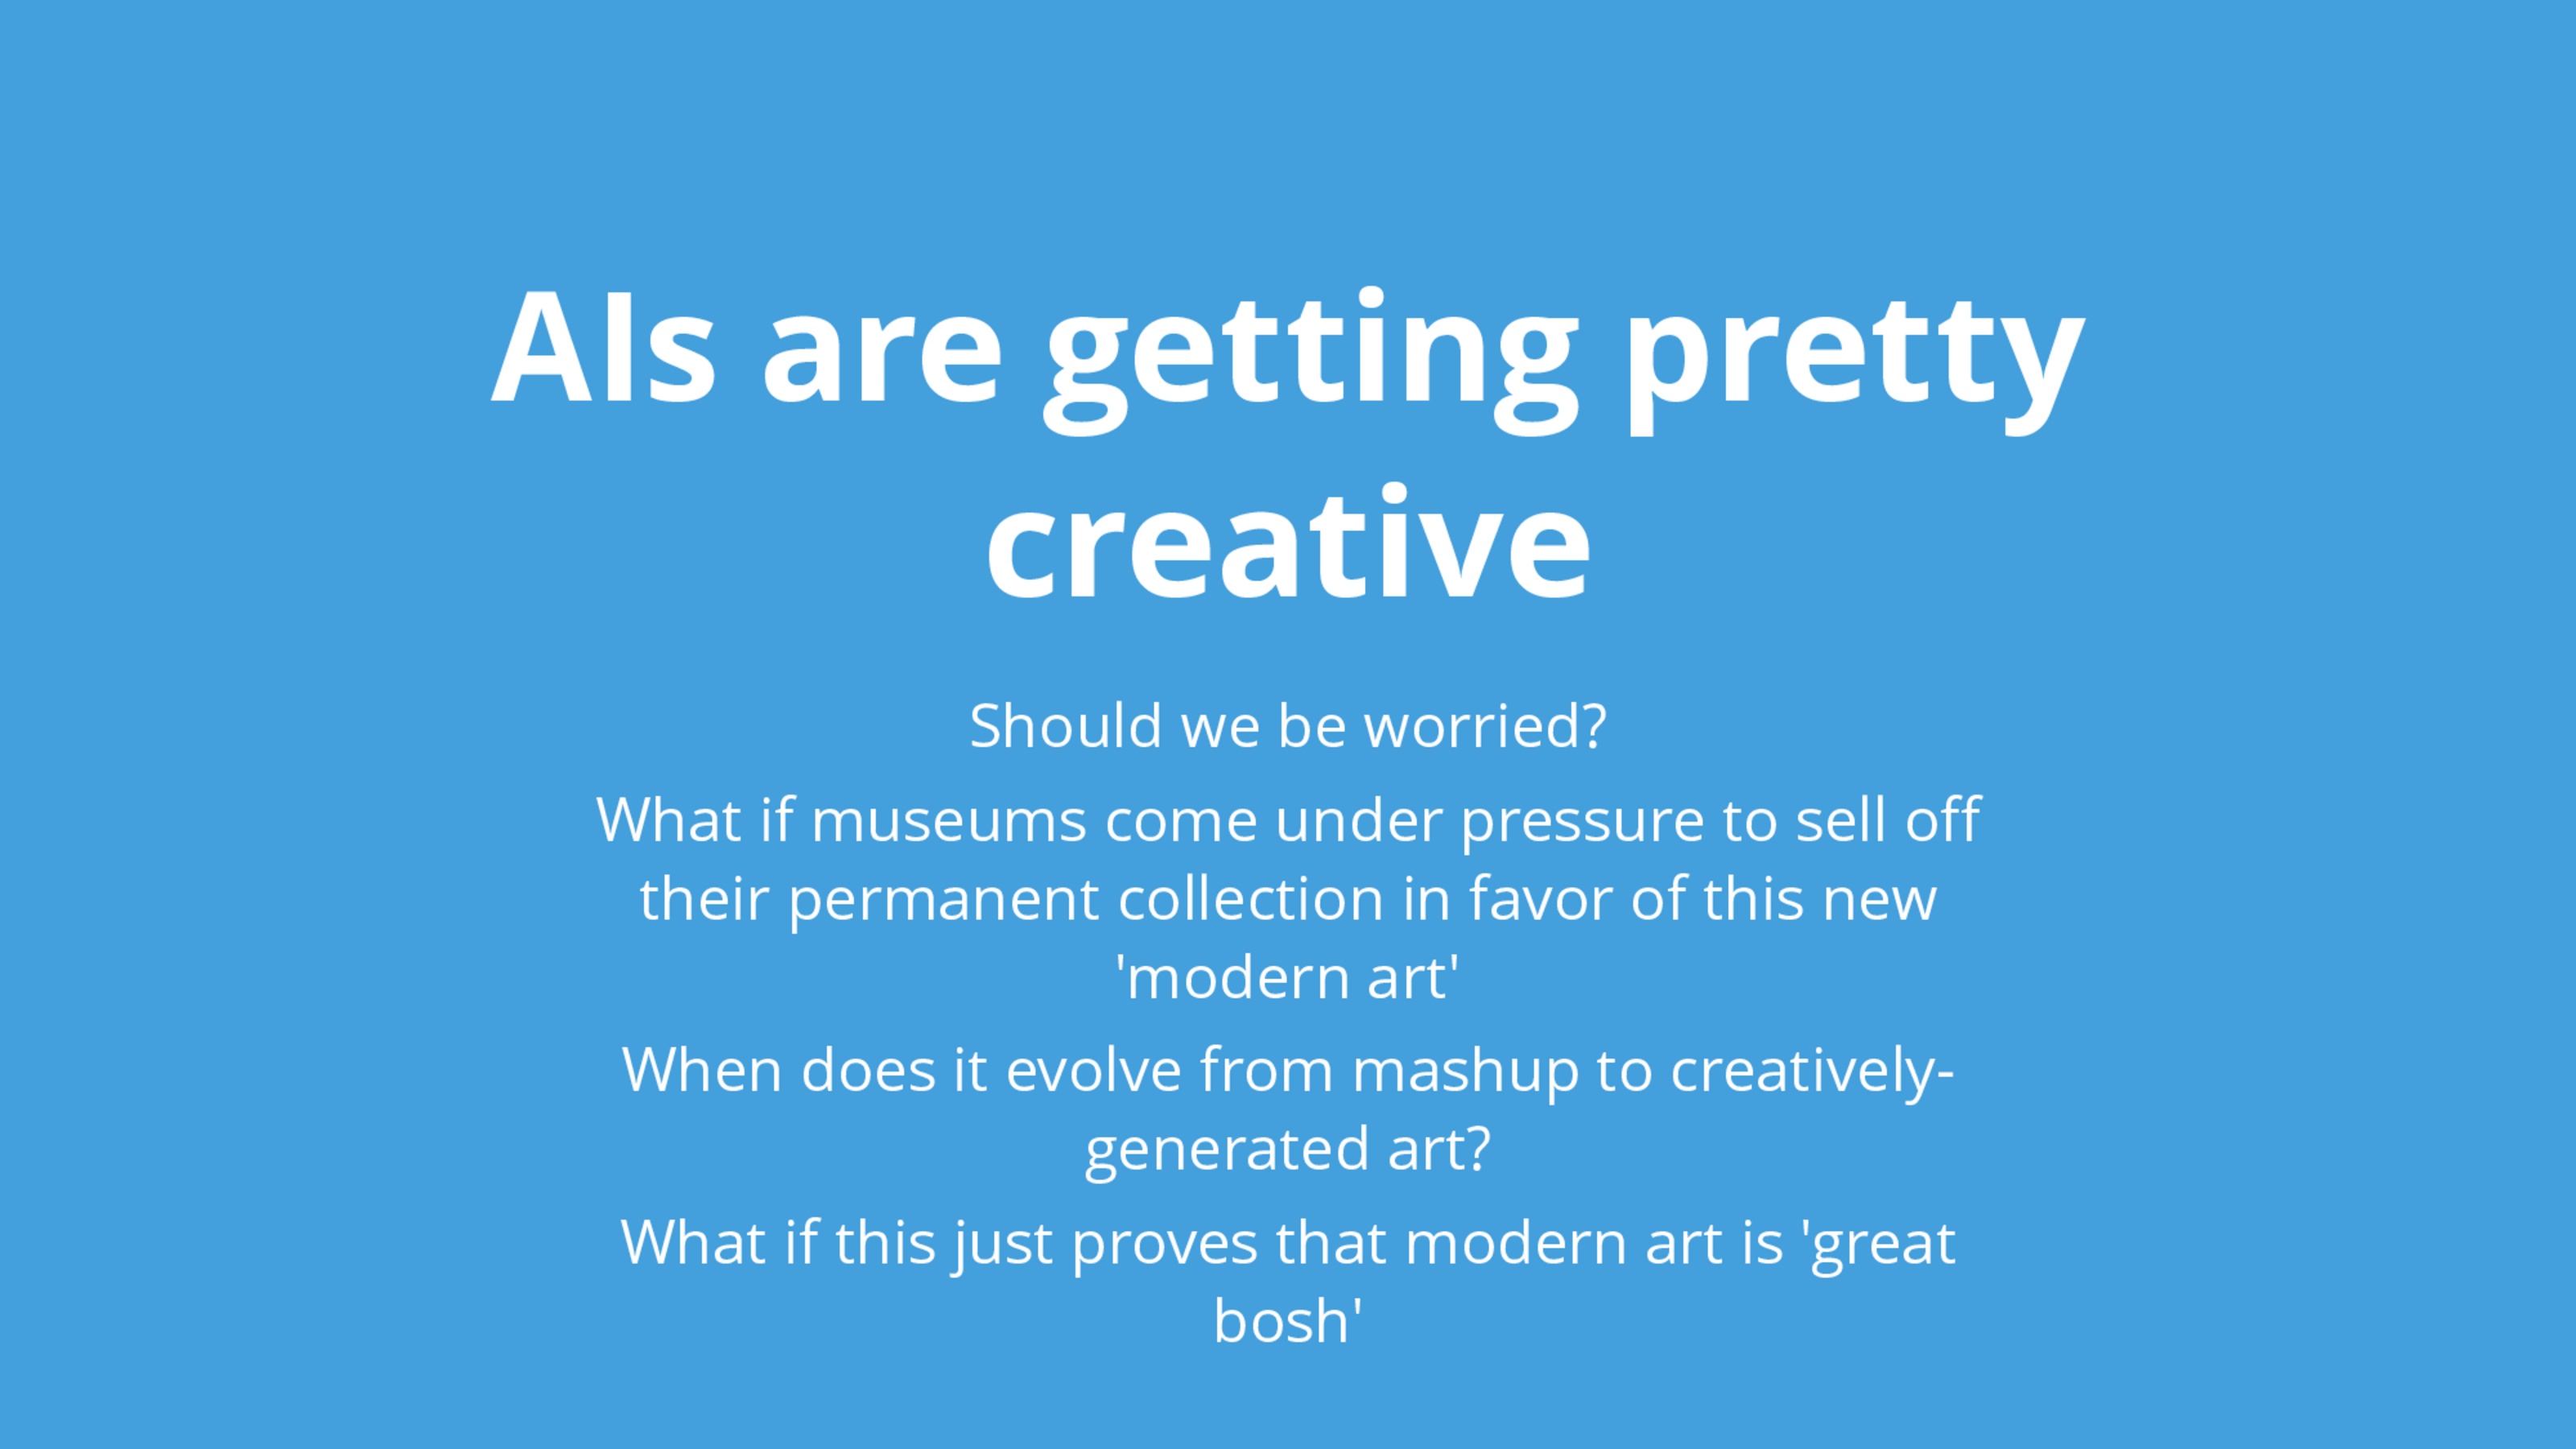 AIs are getting pretty
creative
Should we be worried?
What if museums come under pressure to sell off
their permanent collection in favor of this new
'modern art'
When does it evolve from mashup to creatively-
generated art?
What if this just proves that modern art is 'great
bosh'